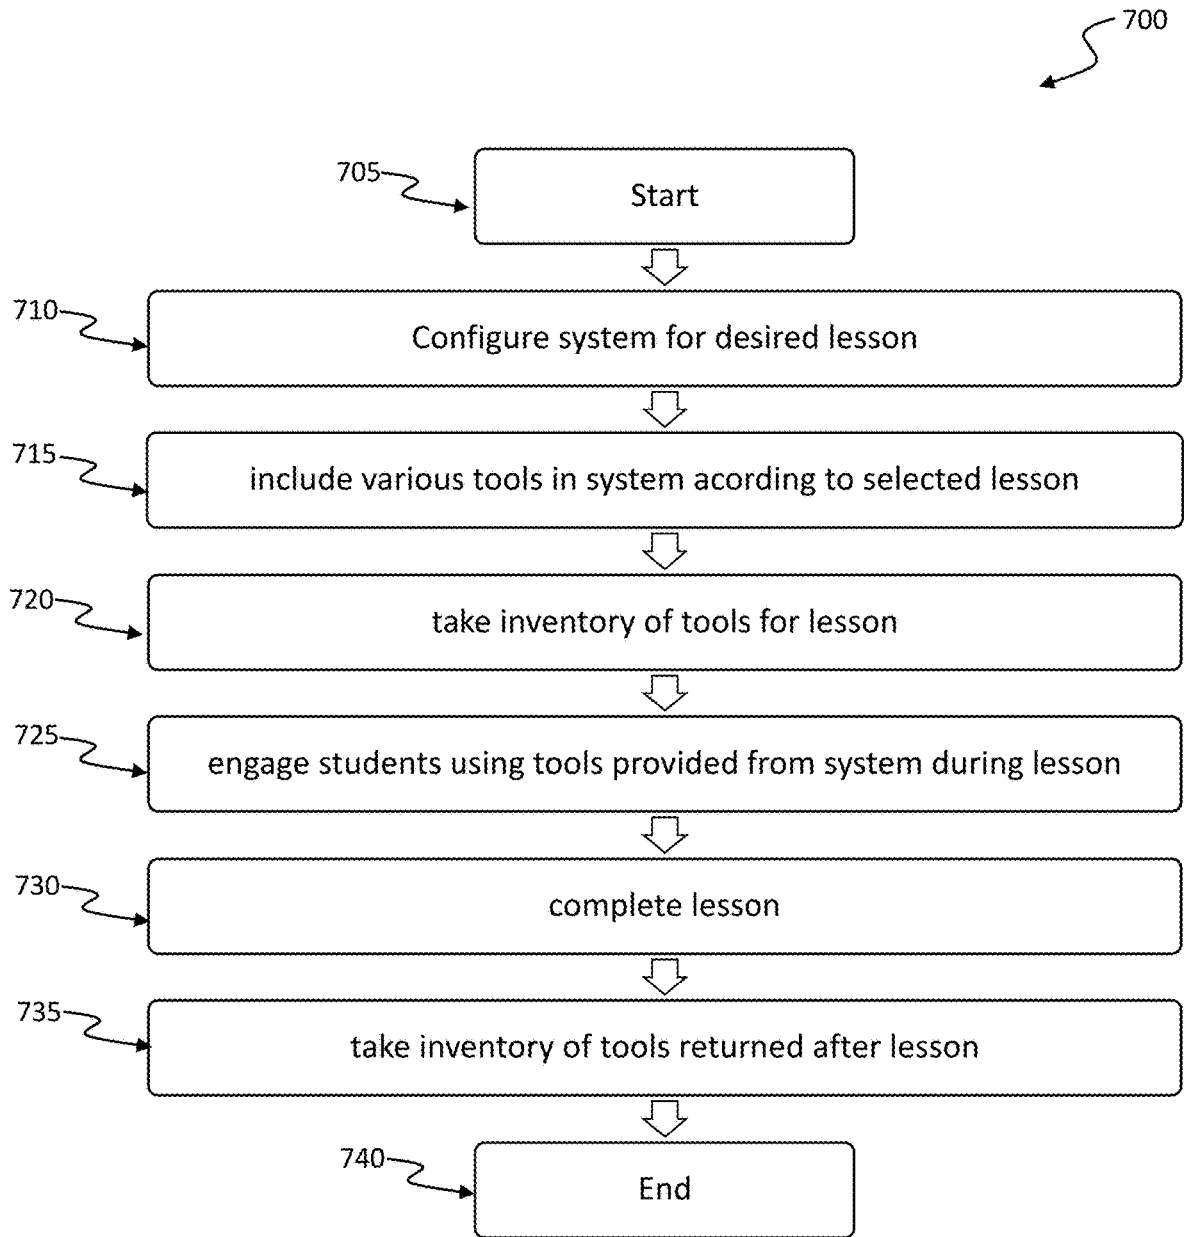 700
705
Start
710
Configure system for desired lesson
715
include various tools in system acording to selected lesson
720
take inventory of tools for lesson
725
engage students using tools provided from system during lesson
730
complete lesson
735
take inventory of tools returned after lesson
740
End